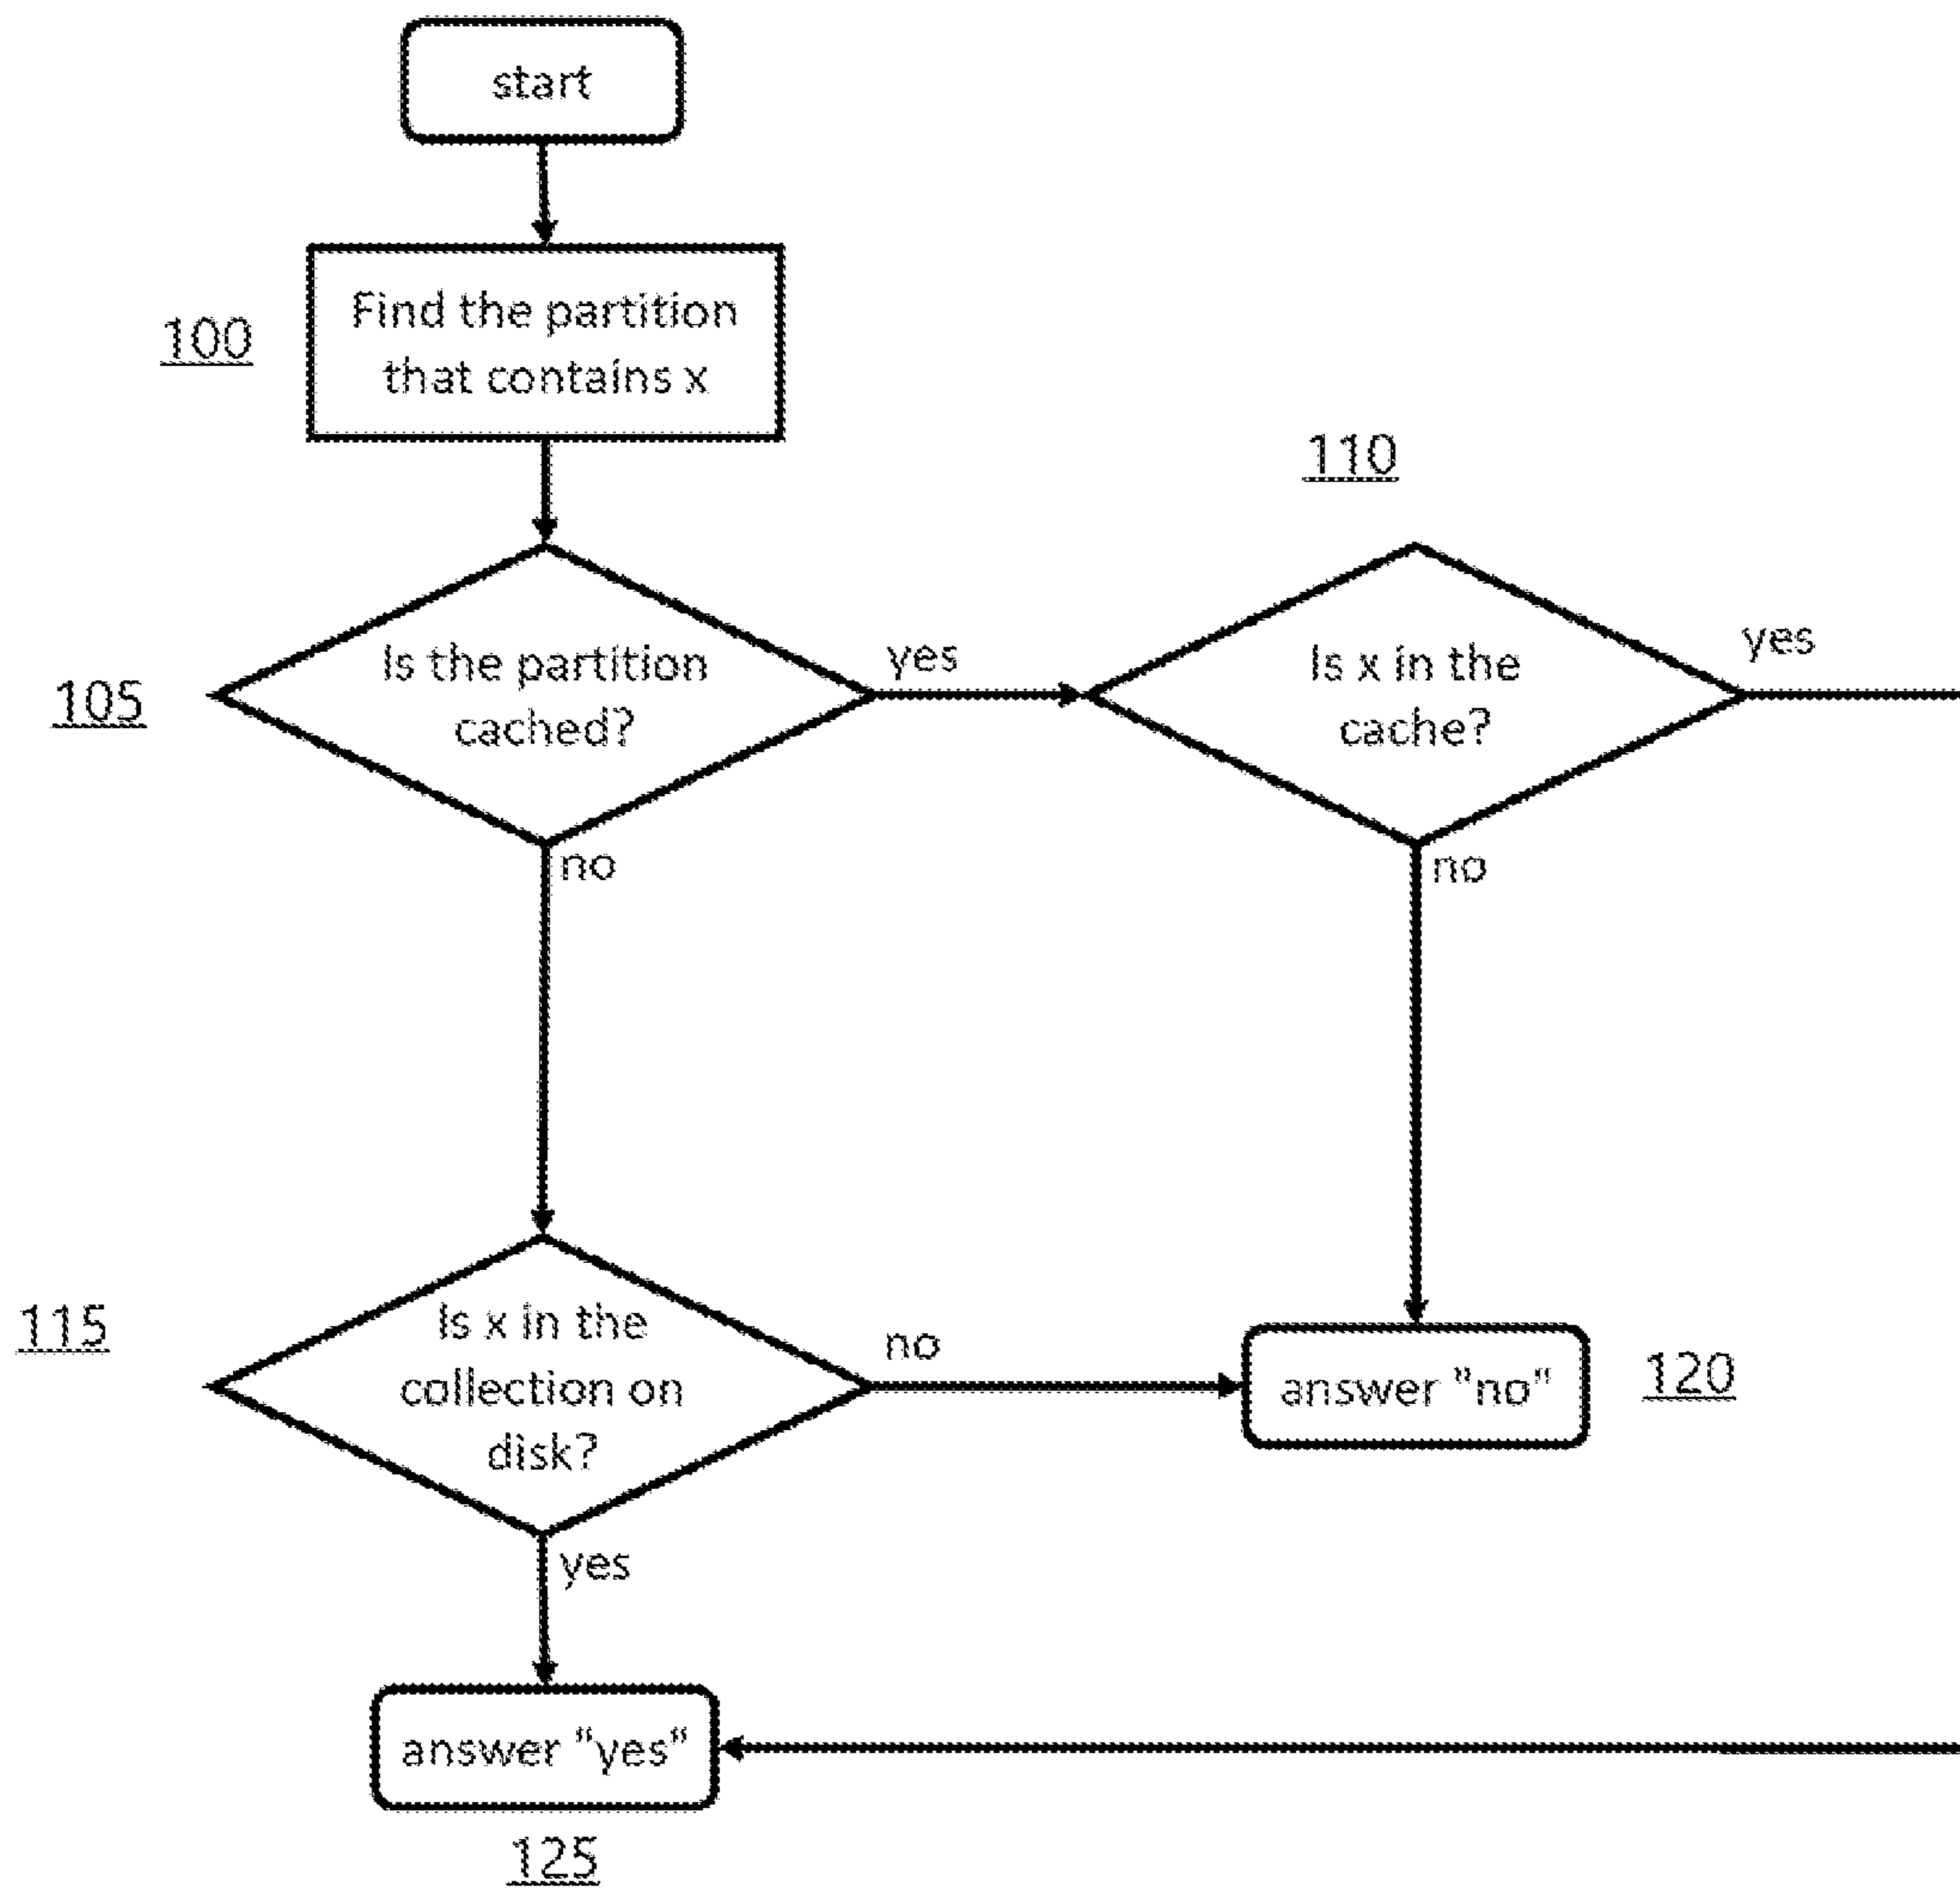 start
100
Find the partition
that contains x
110
105
Is the partition
cached?
yes
Is x in the
cache?
yes
no
no
115
Is x in the
collection on
disk?
no
answer "no"
120
yes
answer "yes"
125